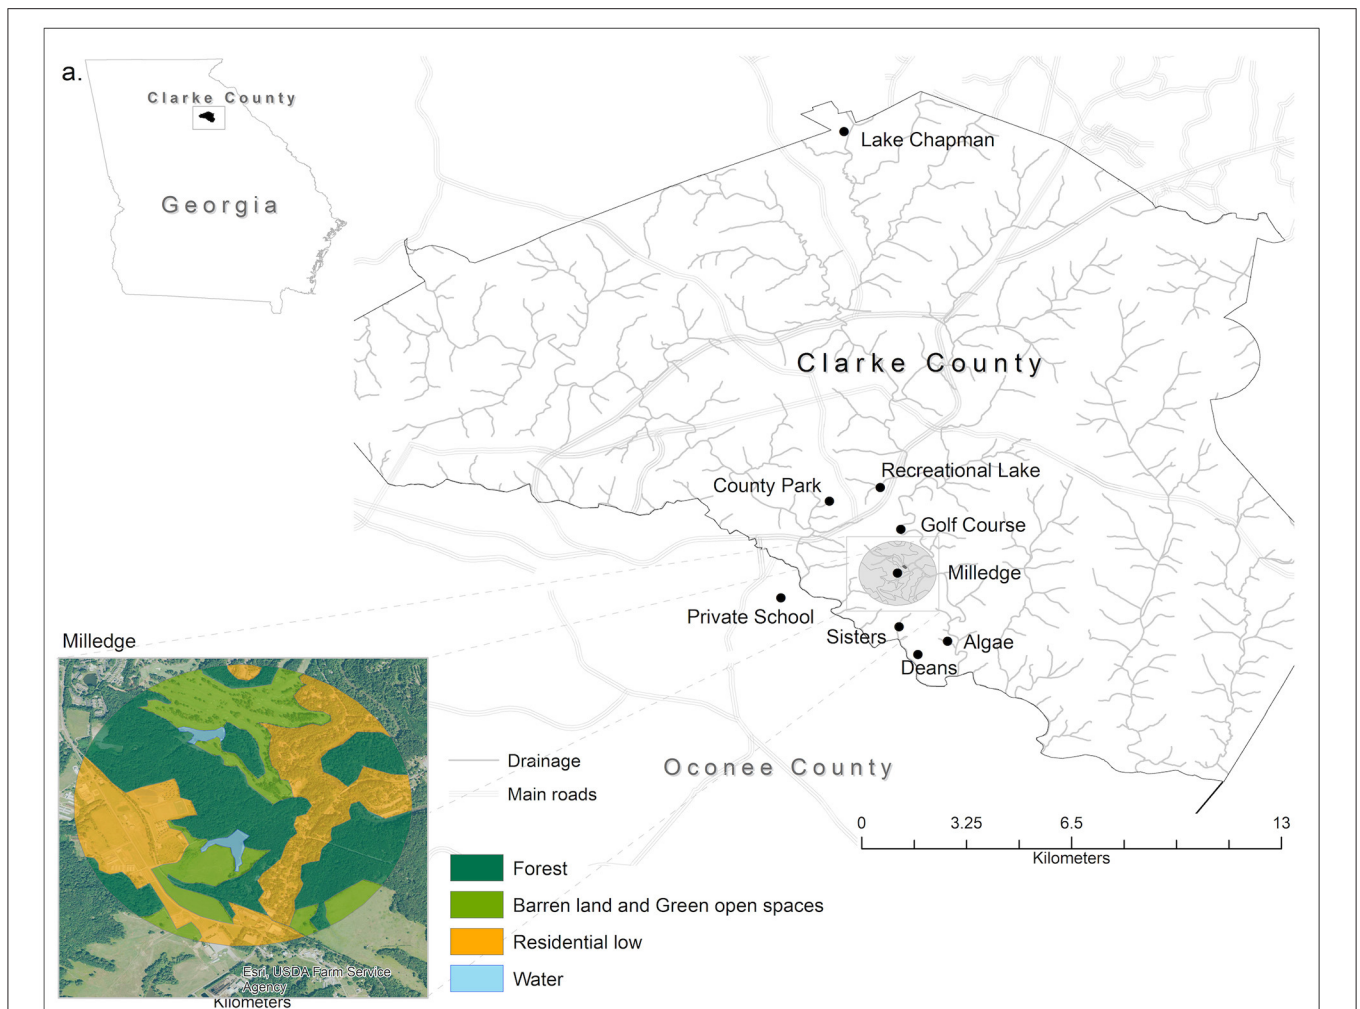 a.
Clarke County
Georgia
Lake Chapman
Clarke County
Recreational Lake
County Park
Golf Course
Milledge
Private School
Sisters
Algae
Deans
Milledge
Drainage
Main roads
Oconee County
0 3.25 6.5 13
Kilometers
Forest
Barren land and Green open spaces
Residential low
Water
Esri, USDA Farm Service
Agency
Kilometers